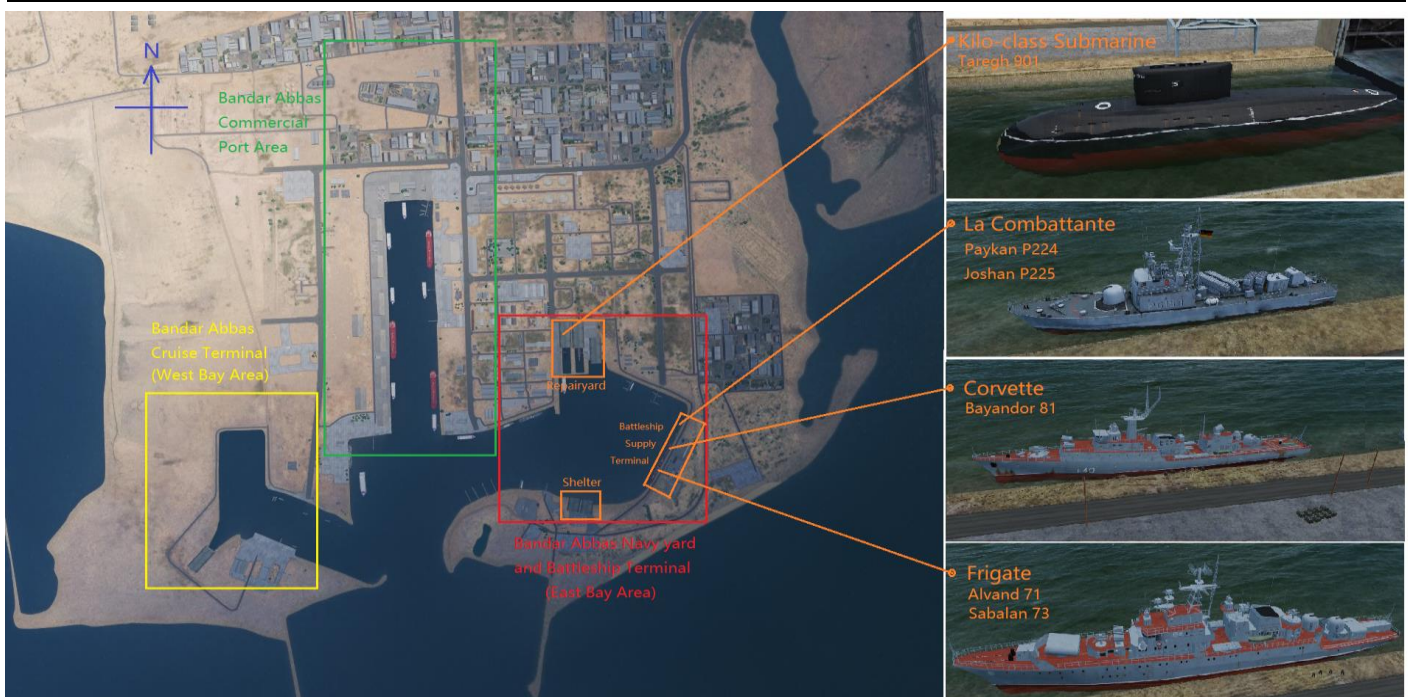 N
Bandar Abbas
Commercial
Port Area
Bandar Abbas
Cruise Terminal
(West Bay Area)
Repairyard
Battleship
Supply
Terminal
Shelter
Bandar Abbas Navy yard
and Battleship Terminal
(East Bay Area)
Kilo-class Submarine
Taregh 901
La Combattante
Paykan P224
Joshan P225
Corvette
Bayandor 81
Frigate
Alvand 71
Sabalan 73